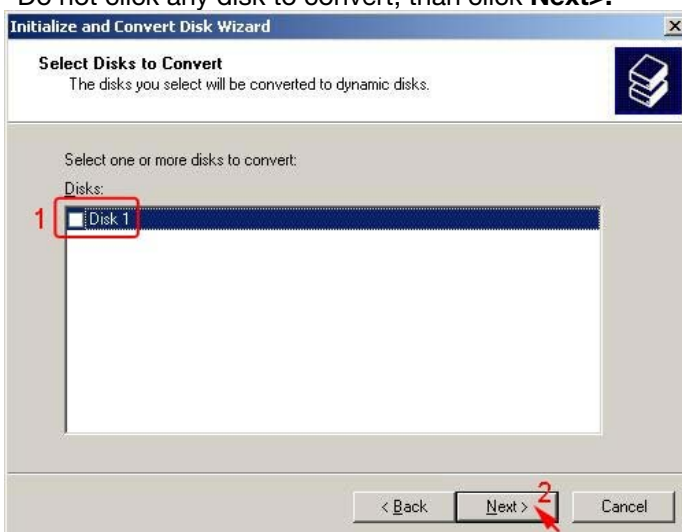 Do not click any disk to convert, than click Next>.
Initialize and Convert Disk Wizard
Select Disks to Convert
The disks you select will be converted to dynamic disks.
Select one or more disks to convert:
Disks:
1
Disk 1
< Back Next > 2 Cancel